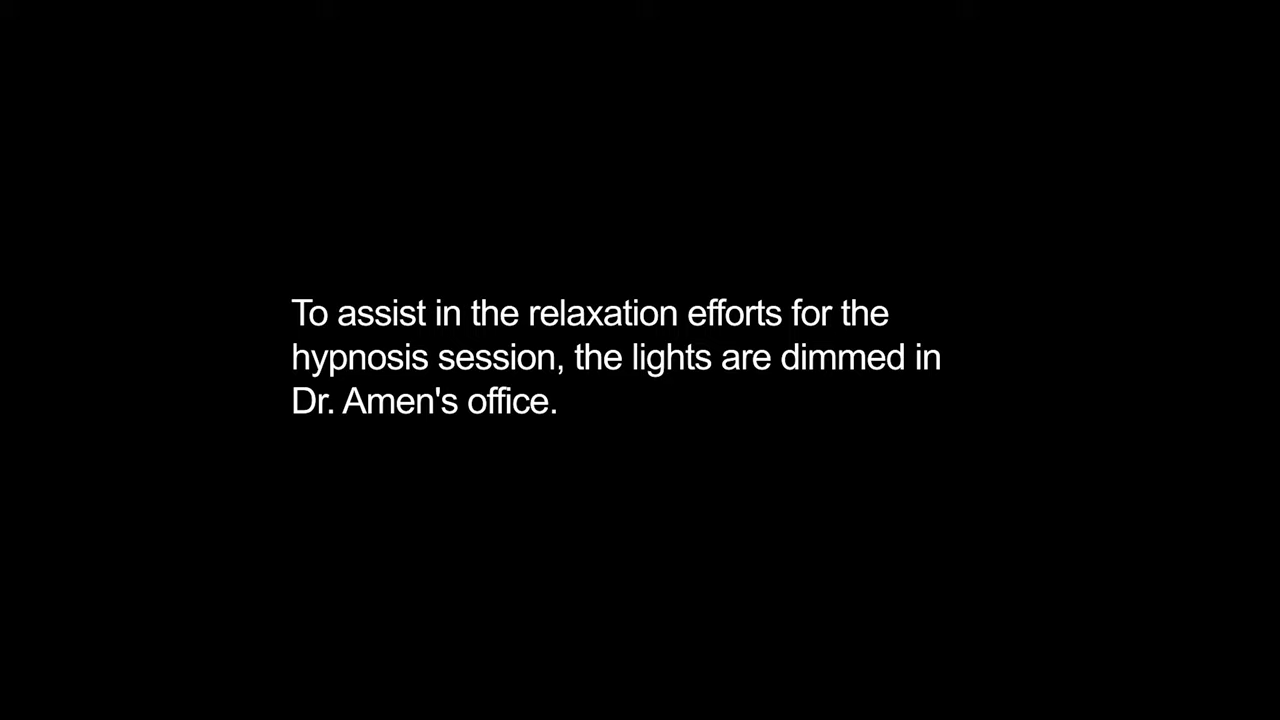 To assist in the relaxation efforts for the
hypnosis session, the lights are dimmed in
Dr. Amen's office.